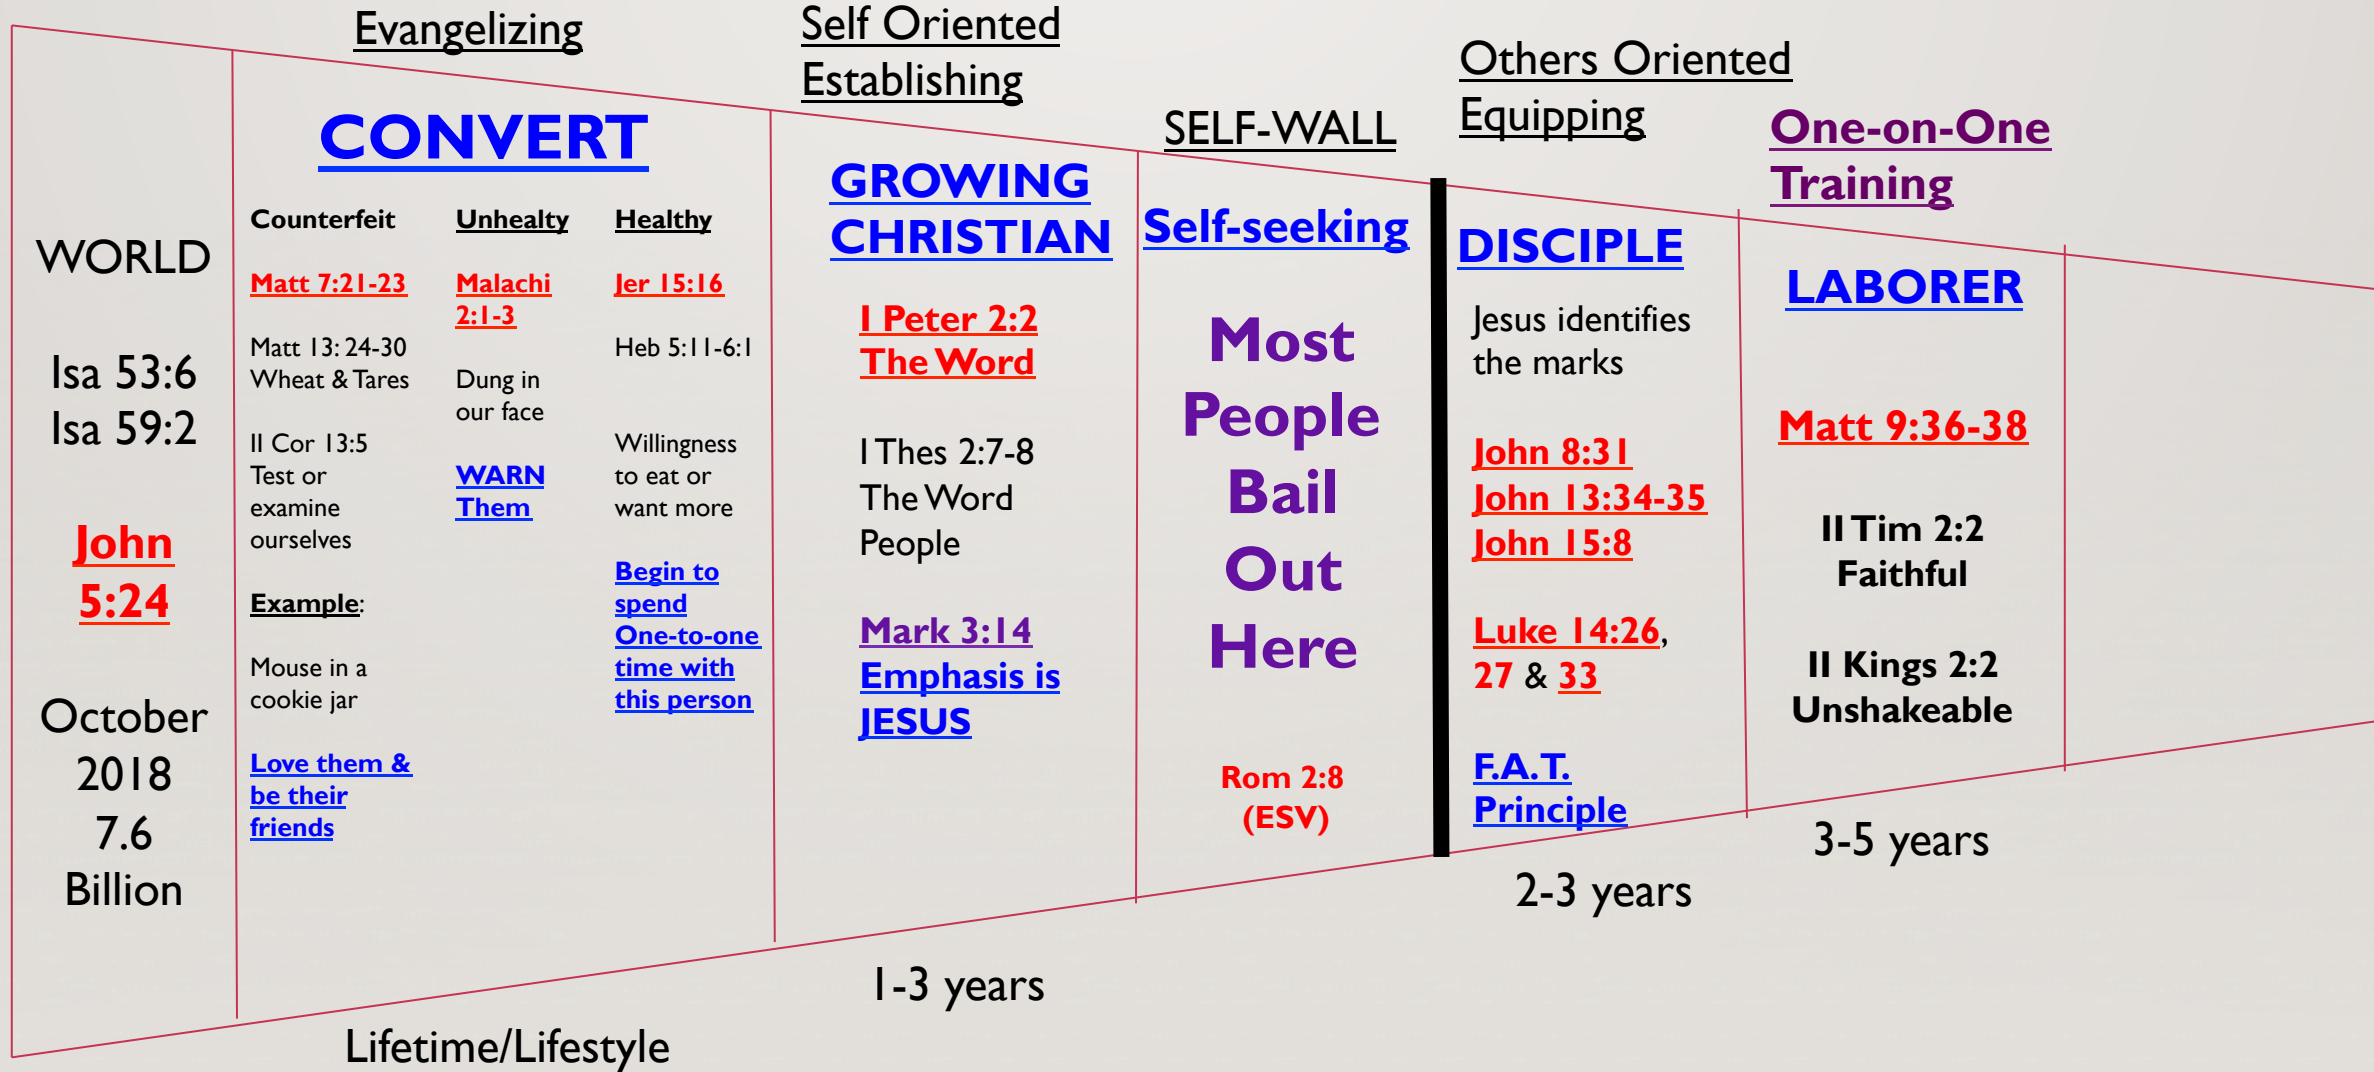 Evangelizing
Self Oriented
Establishing
SELF-WALL
Others Oriented
Equipping
One-on-One
Training
WORLD
Isa 53:6
Isa 59:2
John
5:24
October
2018
7.6
Billion
CONVERT
Counterfeit
Matt 7:21-23
Matt 13: 24-30
Wheat & Tares
II Cor 13:5
Test or
examine
ourselves
Example:
Mouse in a
cookie jar
Love them &
be their
friends
Unhealty
Malachi
2:1-3
Dung in
our face
WARN
Them
Healthy
Jer 15:16
Heb 5:11-6:1
Willingness
to eat or
want more
Begin to
spend
One-to-one
time with
this person
GROWING
CHRISTIAN
I Peter 2:2
The Word
I Thes 2:7-8
The Word
People
Mark 3:14
Emphasis is
JESUS
Self-seeking
Most
People
Bail
Out
Here
Rom 2:8
(ESV)
DISCIPLE
Jesus identifies
the marks
John 8:31
John 13:34-35
John 15:8
Luke 14:26,
27 & 33
F.A.T.
Principle
LABORER
Matt 9:36-38
II Tim 2:2
Faithful
II Kings 2:2
Unshakeable
Lifetime/Lifestyle
1-3 years
2-3 years
3-5 years